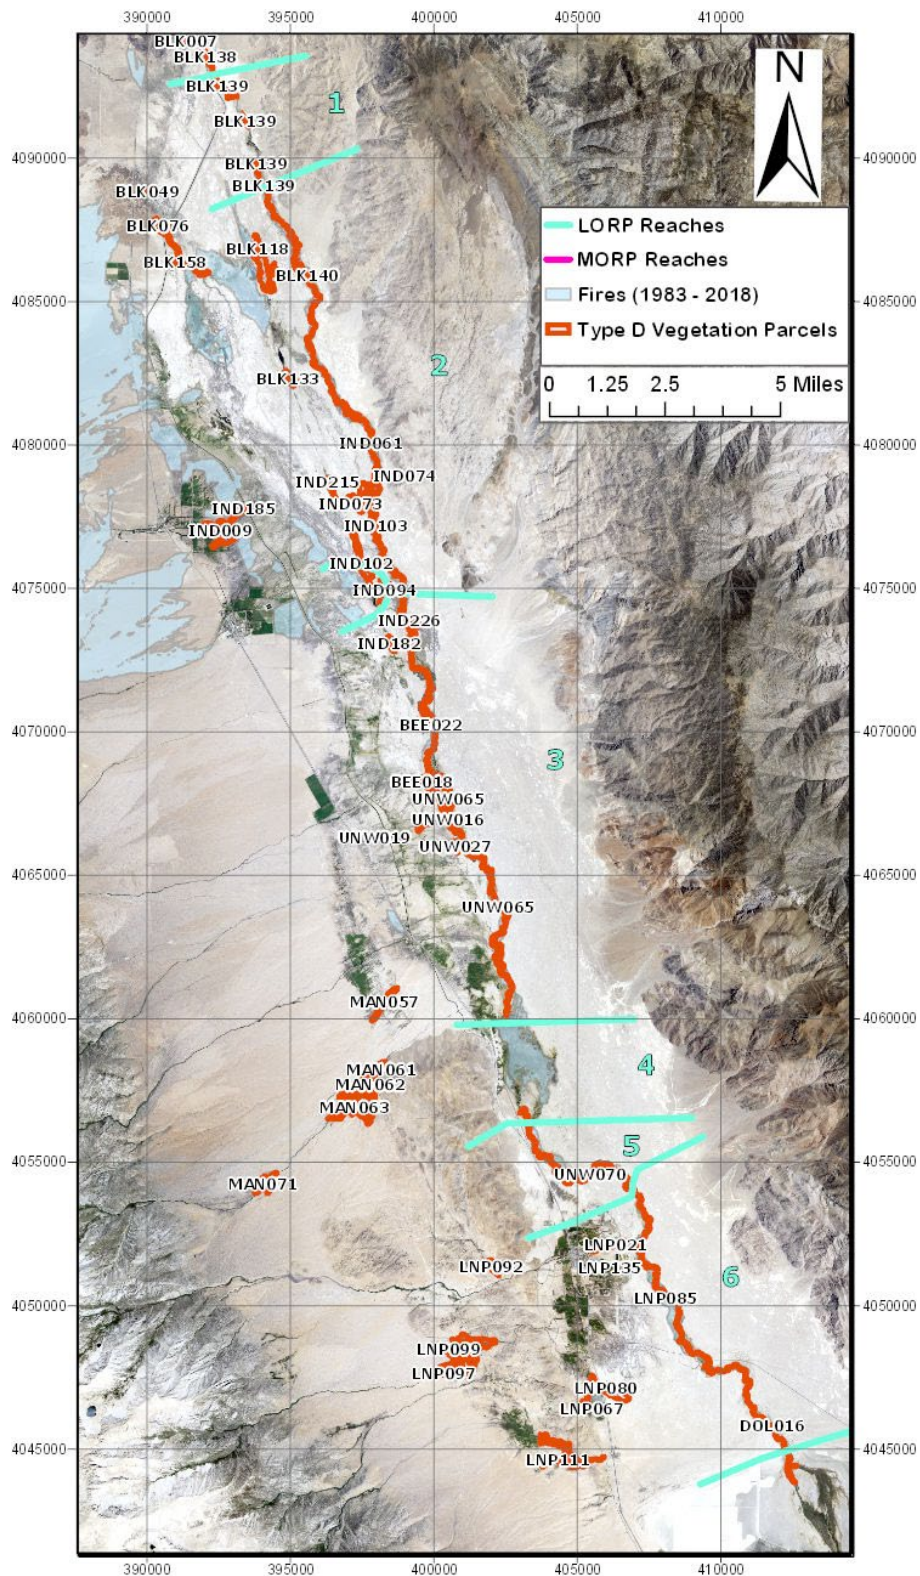 390000 395000 400000 405000 410000
BLK007
BLK138
N
BLK139
1
BLK139
4090000 4090000
BLK139
BLK139
BLK049
BLK076
LORP Reaches
BLK118
MORP Reaches
BLK158
BLK140
4085000 4085000
Fires (1983 - 2018)
Type D Vegetation Parcels
2
BLK133
0 1.25 2.5 5 Miles
4080000 4080000
IND061
IND074
IND215
IND073
IND185
IND103
IND009
IND102
4075000 4075000
IND094
IND226
IND182
4070000 4070000
BEE022
3
BEE018
UNW065
UNW016
UNW019
UNW027
4065000 4065000
UNW065
MAN057
4060000 4060000
MAN061
4
MAN062
MAN063
5
4055000 4055000
UNW070
MAN071
LNP021
LNP092
LNP135
6
LNP085
4050000 4050000
LNP099
LNP097
LNP080
LNP067
DOL016
4045000 4045000
LNP111
390000 395000 400000 405000 410000